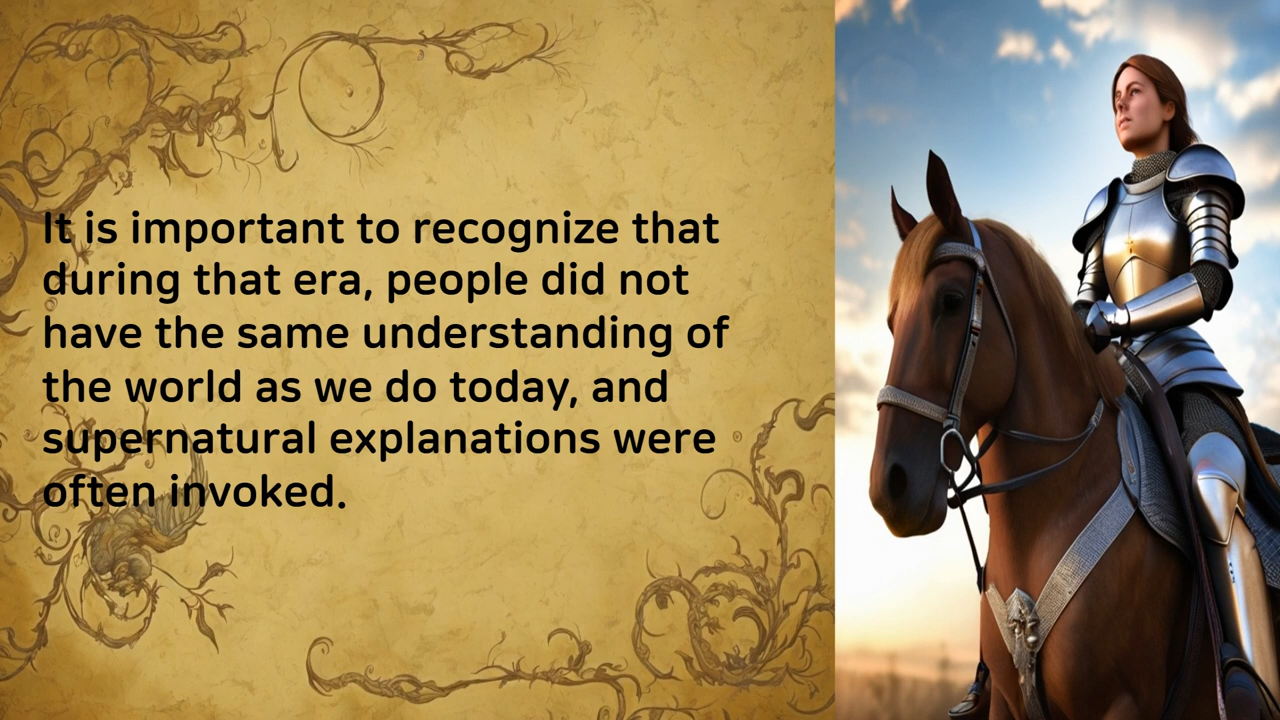 It is important to recognize that
during that era, people did not
have the same understanding of
the world as we do today, and
supernatural explanations were
often invoked.